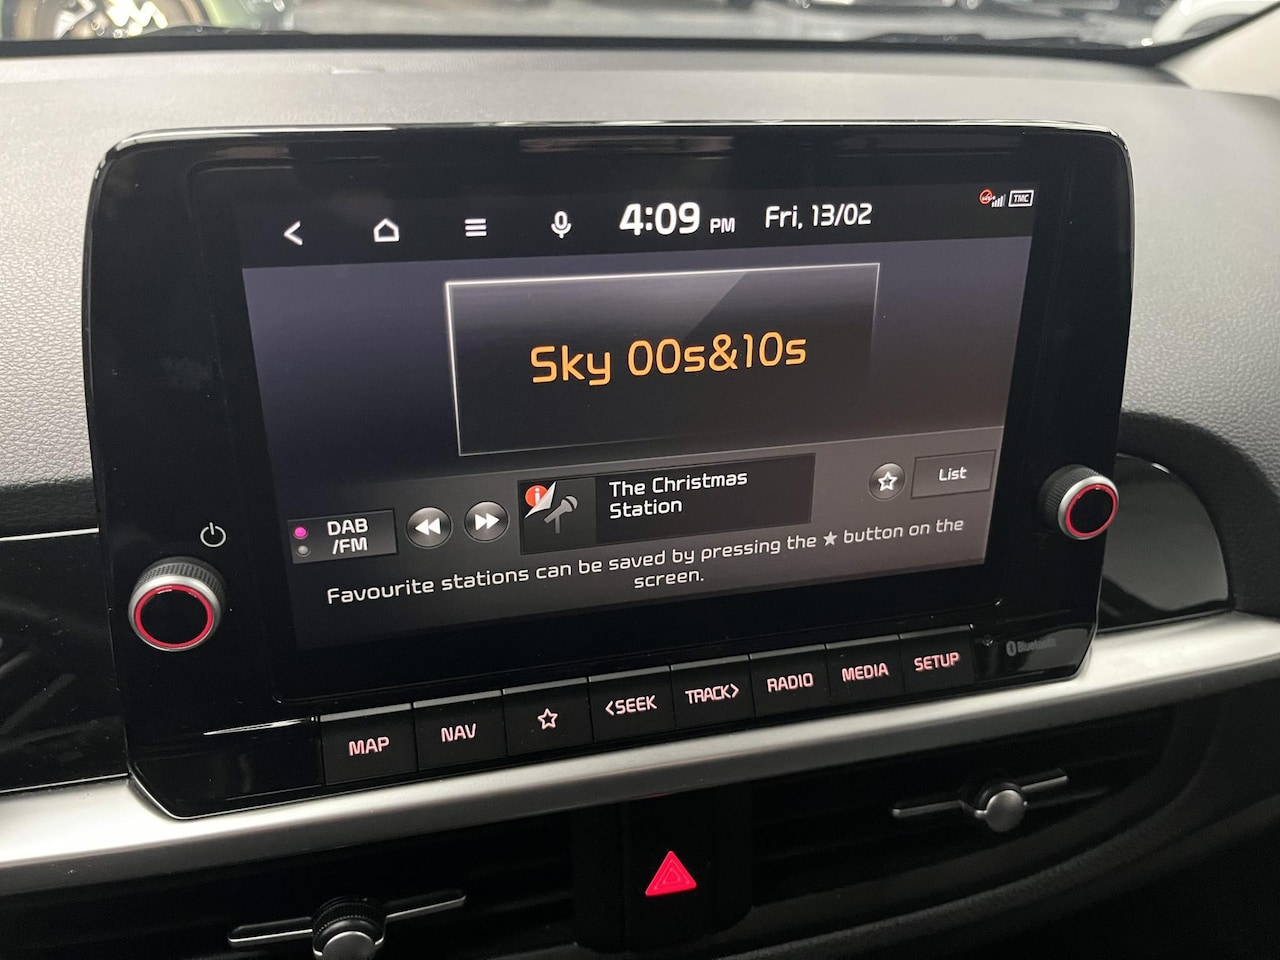 4:09 PM Fri, 13/02
TMC
Sky 00s&10s
DAB
/FM
The Christmas
Station
List
Favourite stations can be saved by pressing the ★ button on the
screen.
MAP
NAV
<SEEK
TRACK>
RADIO
MEDIA
SETUP
Bluetooth